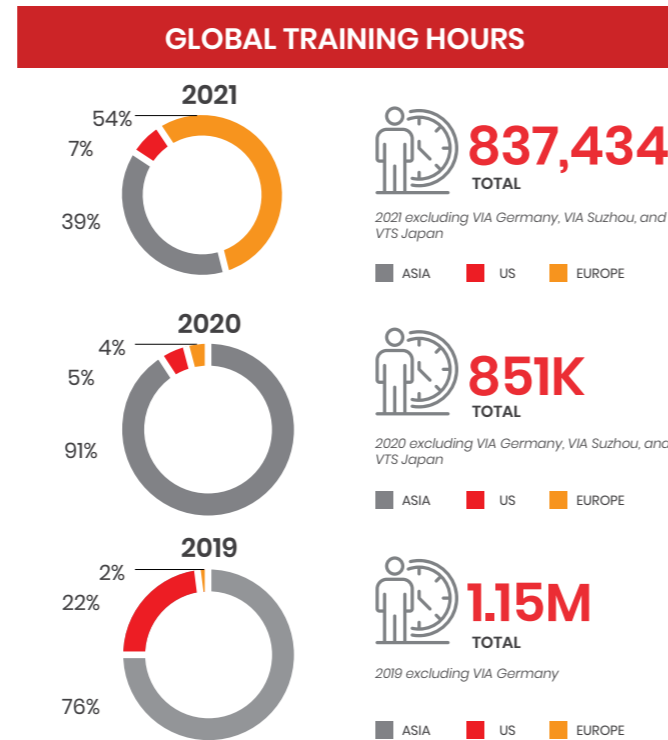 GLOBAL TRAINING HOURS
2021
54%
7%
39%
837,434
TOTAL
2021 excluding VIA Germany, VIA Suzhou, and
VTS Japan
ASIA US EUROPE
2020
4%
5%
91%
851K
TOTAL
2020 excluding VIA Germany, VIA Suzhou, and
VTS Japan
ASIA US EUROPE
2019
2%
22%
76%
1.15M
TOTAL
2019 excluding VIA Germany
ASIA US EUROPE